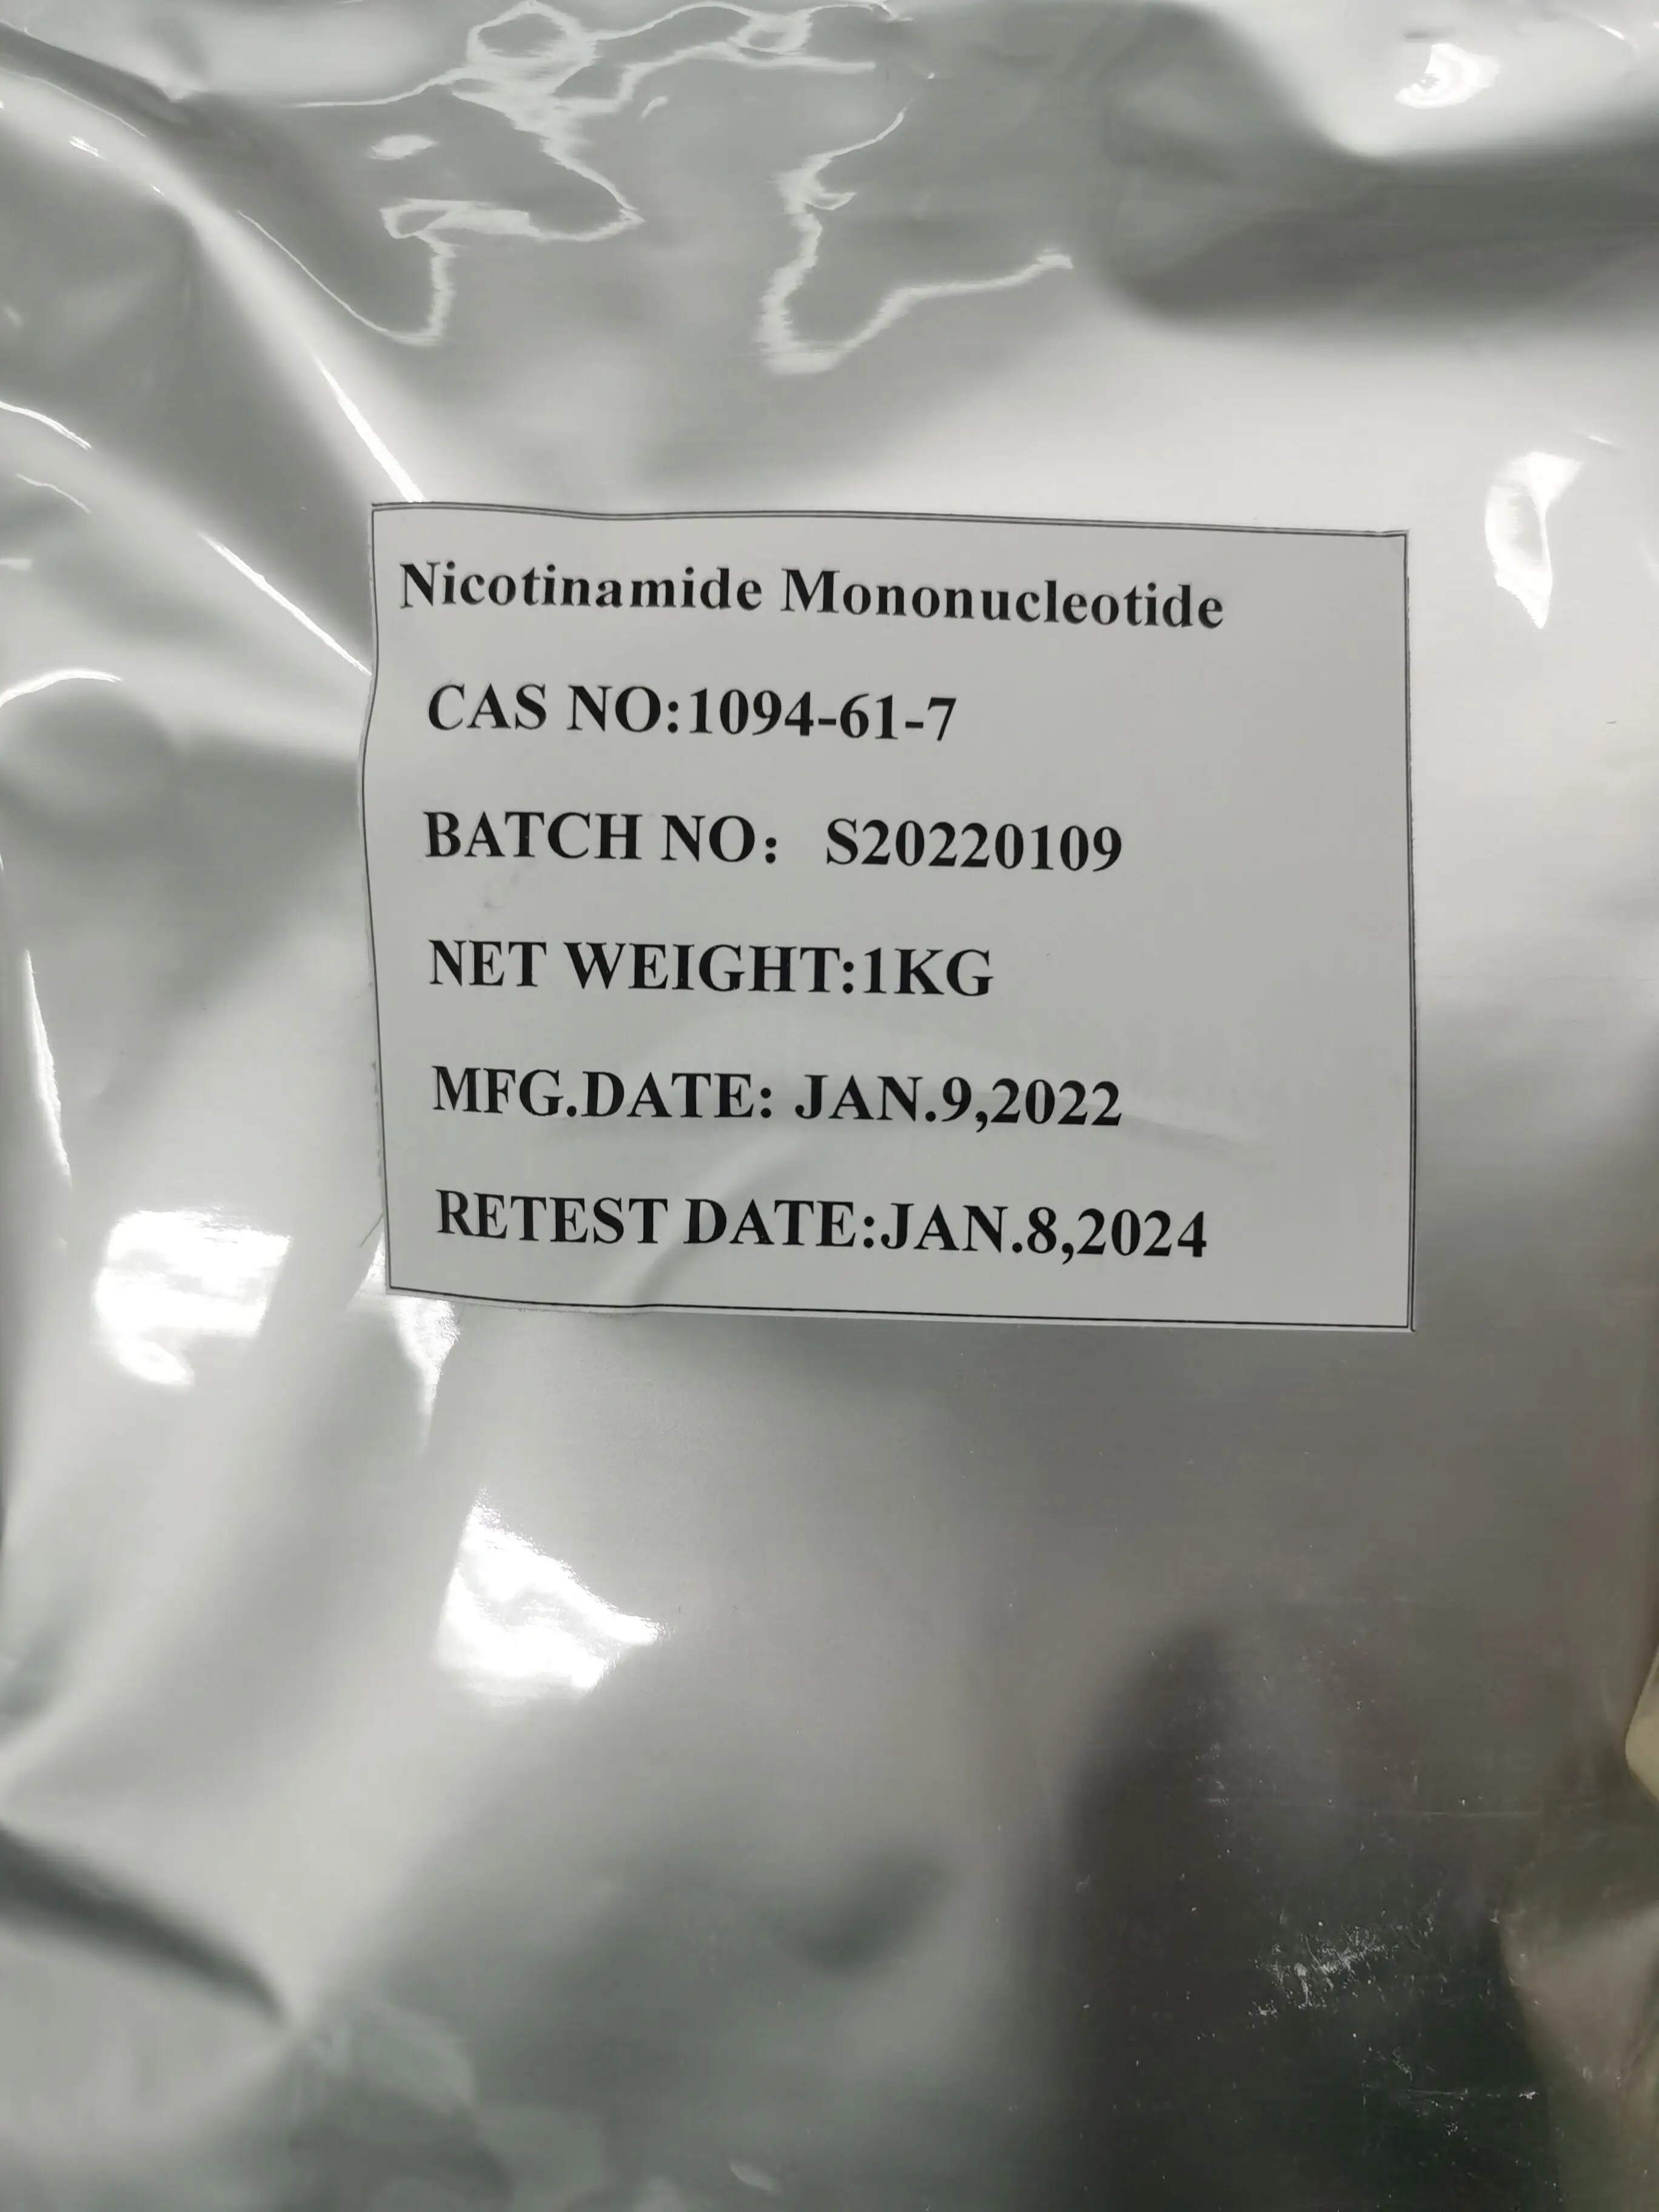 Nicotinamide Mononucleotide
CAS NO:1094-61-7
BATCH NO： S20220109
NET WEIGHT:1KG
MFG.DATE: JAN.9,2022
RETEST DATE:JAN.8,2024